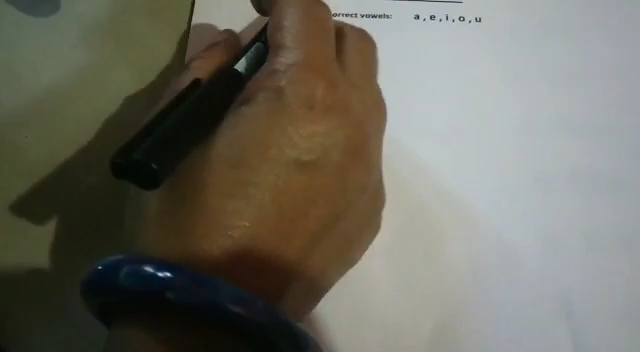 orrect vowels: a, e, i, o, u